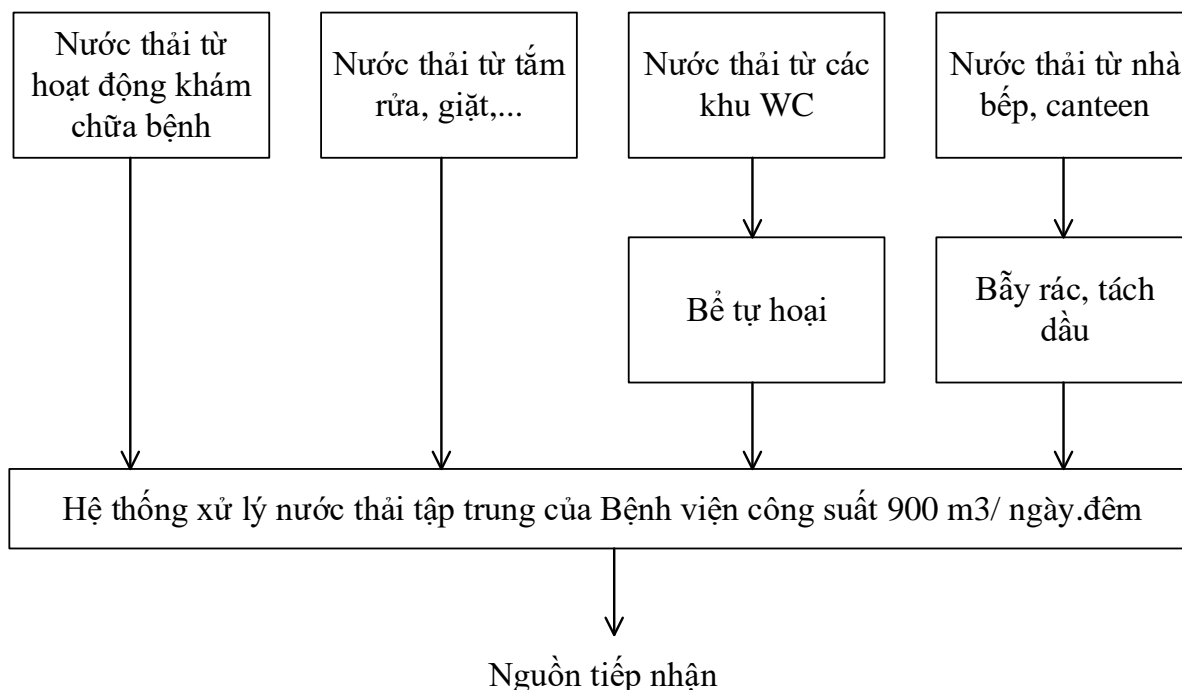 Nước thải từ
hoạt động khám
chữa bệnh
Nước thải từ tắm
rửa, giặt,...
Nước thải từ các
khu WC
Nước thải từ nhà
bếp, canteen
Bể tự hoại
Bẫy rác, tách
dầu
Hệ thống xử lý nước thải tập trung của Bệnh viện công suất 900 m3/ ngày.đêm
Nguồn tiếp nhận